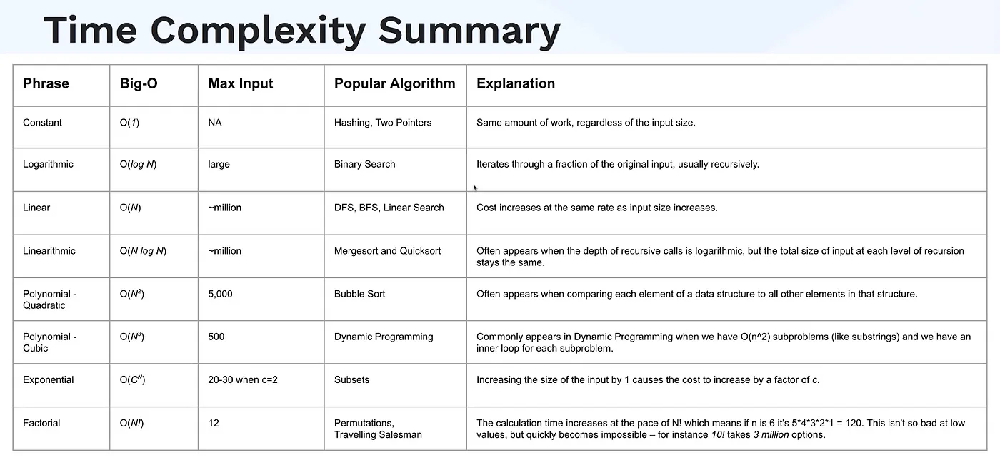 Time Complexity Summary
Phrase Big-O Max Input Popular Algorithm Explanation
Constant O(1) NA Hashing, Two Pointers Same amount of work, regardless of the input size.
Logarithmic O(log N) large Binary Search Iterates through a fraction of the original input, usually recursively.
Linear O(N) ~million DFS, BFS, Linear Search Cost increases at the same rate as input size increases.
Linearithmic O(N log N) ~million Mergesort and Quicksort Often appears when the depth of recursive calls is logarithmic, but the total size of input at each level of recursion
stays the same.
Polynomial - O(N²) 5,000 Bubble Sort Often appears when comparing each element of a data structure to all other elements in that structure.
Quadratic
Polynomial - O(N³) 500 Dynamic Programming Commonly appears in Dynamic Programming when we have O(n^2) subproblems (like substrings) and we have an
Cubic inner loop for each subproblem.
Exponential O(Cᴺ) 20-30 when c=2 Subsets Increasing the size of the input by 1 causes the cost to increase by a factor of c.
Factorial O(N!) 12 Permutations, The calculation time increases at the pace of N! which means if n is 6 it's 5*4*3*2*1 = 120. This isn't so bad at low
Travelling Salesman values, but quickly becomes impossible – for instance 10! takes 3 million options.